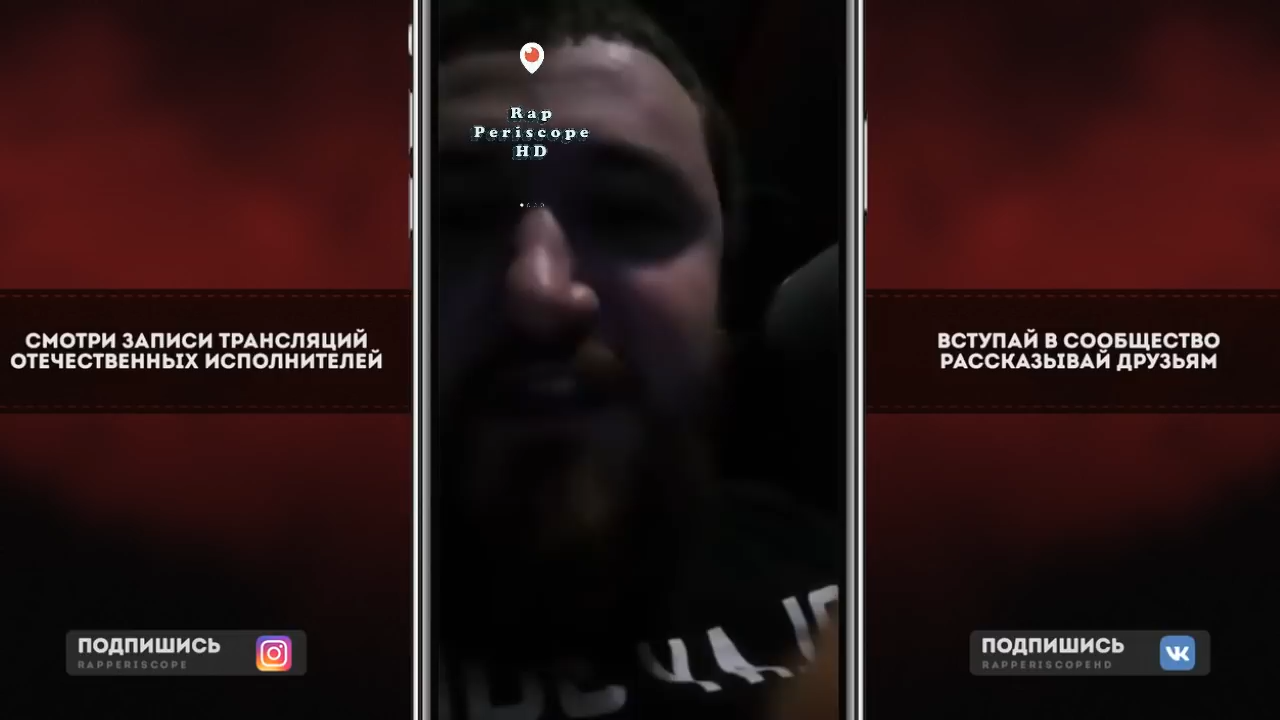 Rap
Periscope
HD
СМОТРИ ЗАПИСИ ТРАНСЛЯЦИЙ
ОТЕЧЕСТВЕННЫХ ИСПОЛНИТЕЛЕЙ
ВСТУПАЙ В СООБЩЕСТВО
РАССКАЗЫВАЙ ДРУЗЬЯМ
ПОДПИШИСЬ
RAPPERISCOPE
ПОДПИШИСЬ
RAPPERISCOPEHD